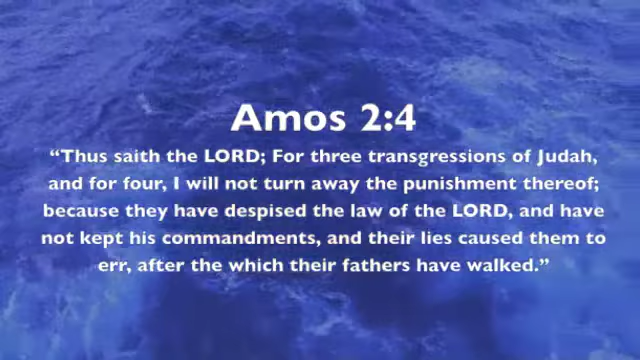 Amos 2:4
“Thus saith the LORD; For three transgressions of Judah,
and for four, I will not turn away the punishment thereof;
because they have despised the law of the LORD, and have
not kept his commandments, and their lies caused them to
err, after the which their fathers have walked.”